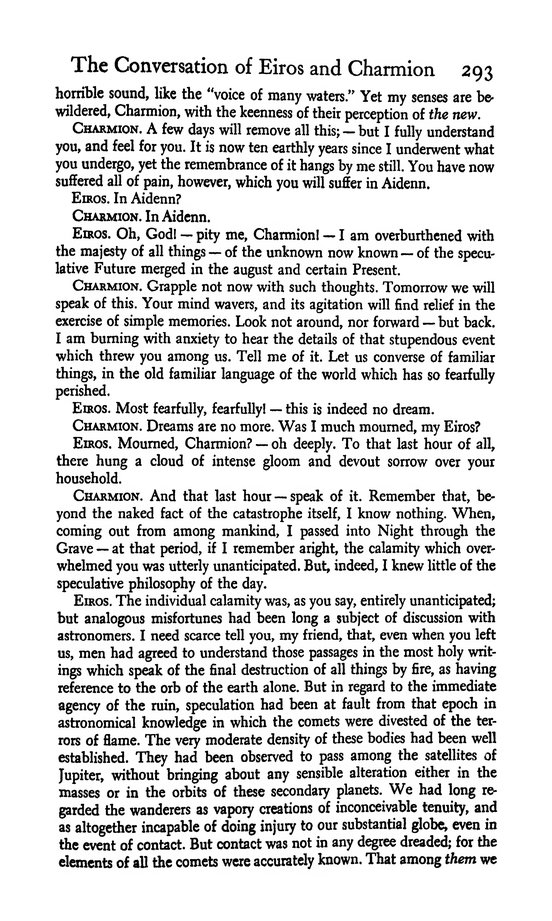 The Conversation of Eiros and Charmion 293
horrible sound, like the “voice of many waters.” Yet my senses are be-
wildered, Charmion, with the keenness of their perception of the new.
CHARMION. A few days will remove all this; — but I fully understand
you, and feel for you. It is now ten earthly years since I underwent what
you undergo, yet the remembrance of it hangs by me still. You have now
suffered all of pain, however, which you will suffer in Aidenn.
EIROS. In Aidenn?
CHARMION. In Aidenn.
EIROS. Oh, God! — pity me, Charmion! — I am overburthened with
the majesty of all things — of the unknown now known — of the specu-
lative Future merged in the august and certain Present.
CHARMION. Grapple not now with such thoughts. Tomorrow we will
speak of this. Your mind wavers, and its agitation will find relief in the
exercise of simple memories. Look not around, nor forward — but back.
I am burning with anxiety to hear the details of that stupendous event
which threw you among us. Tell me of it. Let us converse of familiar
things, in the old familiar language of the world which has so fearfully
perished.
EIROS. Most fearfully, fearfully! — this is indeed no dream.
CHARMION. Dreams are no more. Was I much mourned, my Eiros?
EIROS. Mourned, Charmion? — oh deeply. To that last hour of all,
there hung a cloud of intense gloom and devout sorrow over your
household.
CHARMION. And that last hour — speak of it. Remember that, be-
yond the naked fact of the catastrophe itself, I know nothing. When,
coming out from among mankind, I passed into Night through the
Grave — at that period, if I remember aright, the calamity which over-
whelmed you was utterly unanticipated. But, indeed, I knew little of the
speculative philosophy of the day.
EIROS. The individual calamity was, as you say, entirely unanticipated;
but analogous misfortunes had been long a subject of discussion with
astronomers. I need scarce tell you, my friend, that, even when you left
us, men had agreed to understand those passages in the most holy writ-
ings which speak of the final destruction of all things by fire, as having
reference to the orb of the earth alone. But in regard to the immediate
agency of the ruin, speculation had been at fault from that epoch in
astronomical knowledge in which the comets were divested of the ter-
rors of flame. The very moderate density of these bodies had been well
established. They had been observed to pass among the satellites of
Jupiter, without bringing about any sensible alteration either in the
masses or in the orbits of these secondary planets. We had long re-
garded the wanderers as vapory creations of inconceivable tenuity, and
as altogether incapable of doing injury to our substantial globe, even in
the event of contact. But contact was not in any degree dreaded; for the
elements of all the comets were accurately known. That among them we